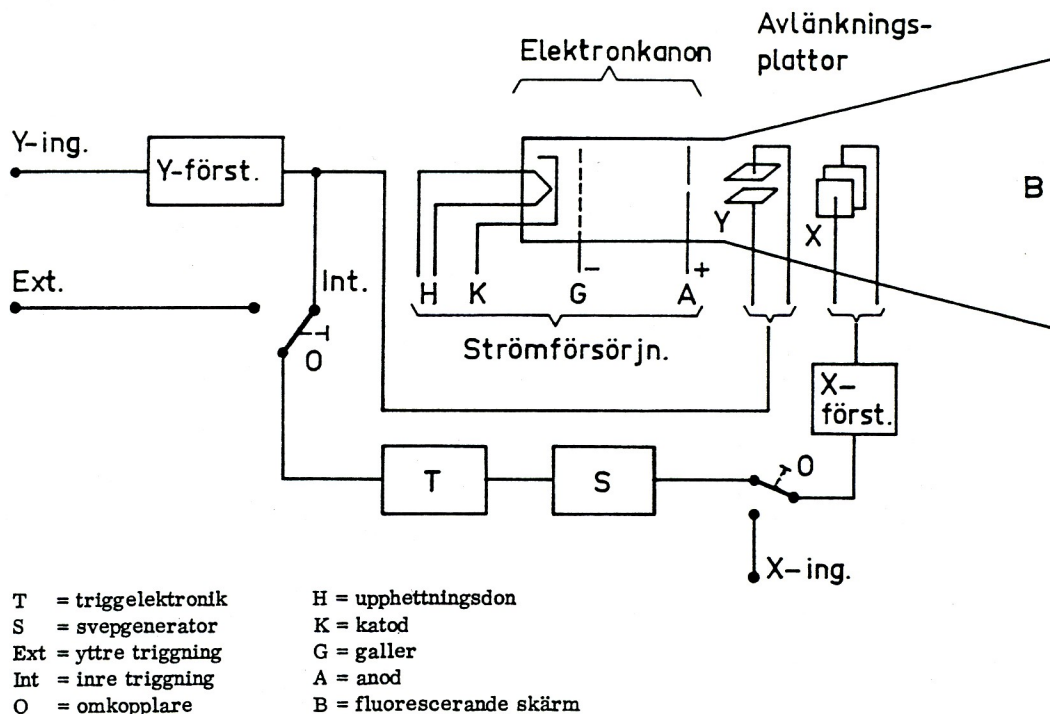 Avlänknings-
plattor
Elektronkanon
Y-ing.
Y-först.
Ext.
Int.
O
H K G – A +
Y
X
B
Strömförsörjn.
X-
först.
T
S
O
X-ing.
T = triggelektronik
S = svepgenerator
Ext = yttre triggning
Int = inre triggning
O = omkopplare
H = upphettningsdon
K = katod
G = galler
A = anod
B = fluorescerande skärm